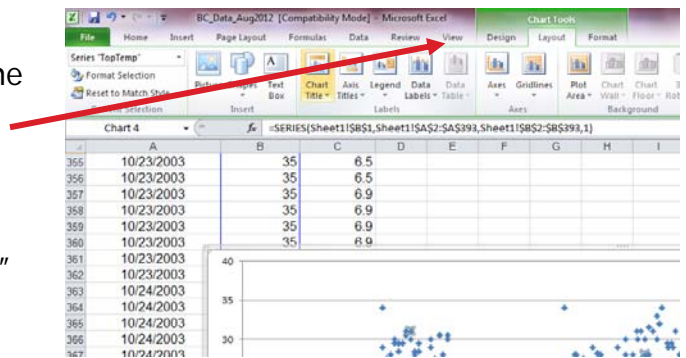 BC_Data_Aug2012 [Compatibility Mode] - Microsoft Excel
Chart Tools
File Home Insert Page Layout Formulas Data Review View Design Layout Format
Series "TopTemp"
Format Selection
Reset to Match Style
Text Box
Chart Title
Axis Titles
Legend
Data Labels
Data Table
Axes
Gridlines
Plot Area
Chart Wall
Chart Floor
Insert Labels Axes Background
Chart 4 fx =SERIES(Sheet1!$B$1,Sheet1!$A$2:$A$393,Sheet1!$B$2:$B$393,1)
A B C D E F G H I
355 10/23/2003 35 6.5
356 10/23/2003 35 6.5
357 10/23/2003 35 6.9
358 10/23/2003 35 6.9
359 10/23/2003 35 6.9
360 10/23/2003 35 6.9
361 10/23/2003
362 10/23/2003
363 10/24/2003
364 10/24/2003
365 10/24/2003
366 10/24/2003
367 10/24/2003
40
35
30